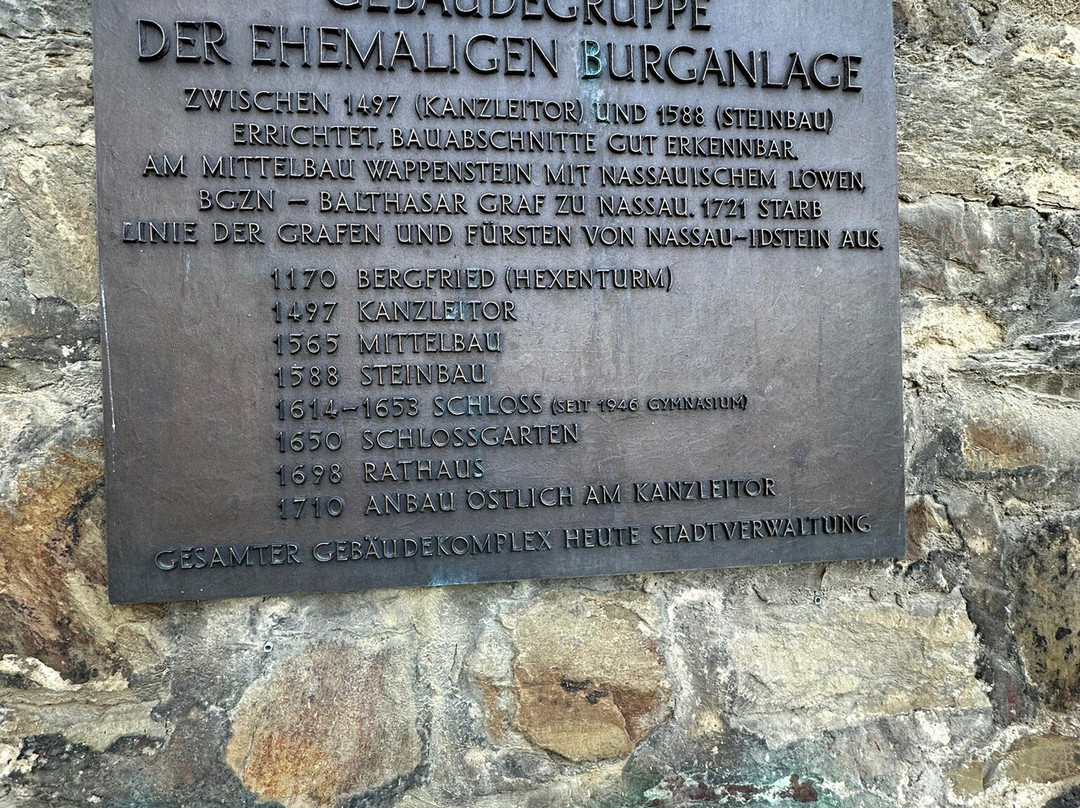 GEBÄUDEGRUPPE
DER EHEMALIGEN BURGANLAGE
ZWISCHEN 1497 (KANZLEITOR) UND 1588 (STEINBAU)
ERRICHTET, BAUABSCHNITTE GUT ERKENNBAR.
AM MITTELBAU WAPPENSTEIN MIT NASSAUISCHEM LÖWEN,
BGZN – BALTHASAR GRAF ZU NASSAU. 1721 STARB
LINIE DER GRAFEN UND FÜRSTEN VON NASSAU-IDSTEIN AUS.
1170 BERGFRIED (HEXENTURM)
1497 KANZLEITOR
1565 MITTELBAU
1588 STEINBAU
1614-1653 SCHLOSS (SEIT 1946 GYMNASIUM)
1650 SCHLOSSGARTEN
1698 RATHAUS
1710 ANBAU ÖSTLICH AM KANZLEITOR
GESAMTER GEBÄUDEKOMPLEX HEUTE STADTVERWALTUNG